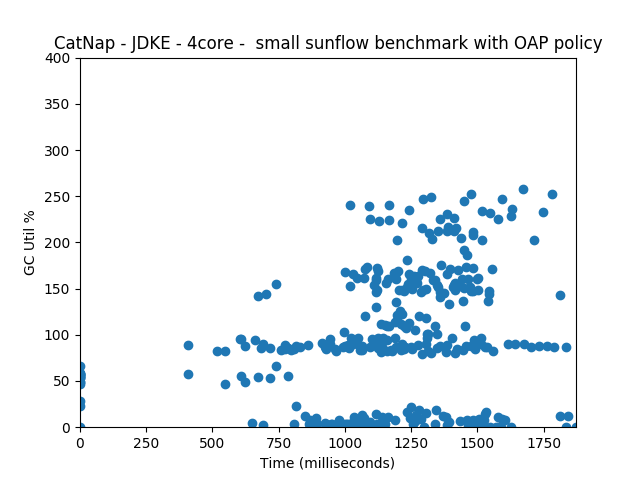 CatNap - JDKE - 4core -  small sunflow benchmark with OAP policy
400
350
300
250
200
150
100
50
0
GC Util %
0 250 500 750 1000 1250 1500 1750
Time (milliseconds)